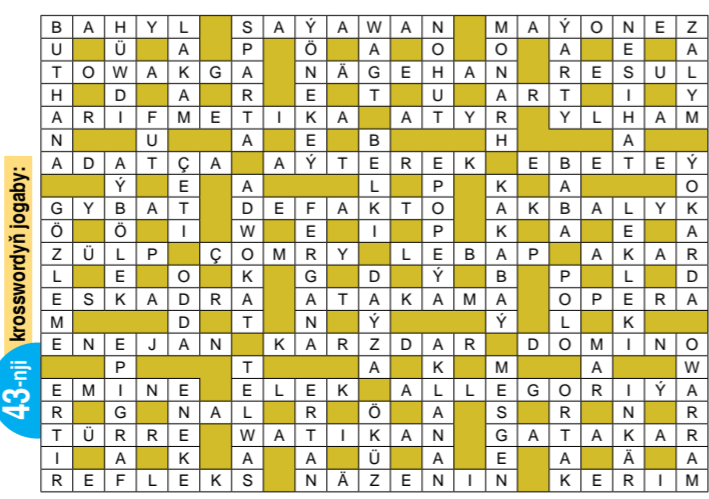 43-nji krosswordyň jogaby:
B A H Y L S A Ý A W A N M A Ý O N E Z
U Ü A P Ö A O O A E A
T O W A K G A N Ä G E H A N R E S U L
H D A R E T U A R T I Y
A R I F M E T I K A A T Y R Y L H A M
N U A E B H A
A D A T Ç A A Ý T E R E K E B E T E Ý
Ý E A L P K A O
G Y B A T D E F A K T O A K B A L Y K
Ö Ö I W E I P K A E A
Z Ü L P Ç O M R Y L E B A P A K A R
L E O K G D Ý B P L D
E S K A D R A A T A K A M A O P E R A
M D T N Ý Ý L K
E N E J A N K A R Z D A R D O M I N O
P T A K M A W
E M I N E E L E K A L L E G O R I Ý A
R G N A L R Ö A S R N R
T Ü R R E W A T I K A N G A T A K A R
I A K A A Ü A E A Ä A
R E F L E K S N Ä Z E N I N K E R I M